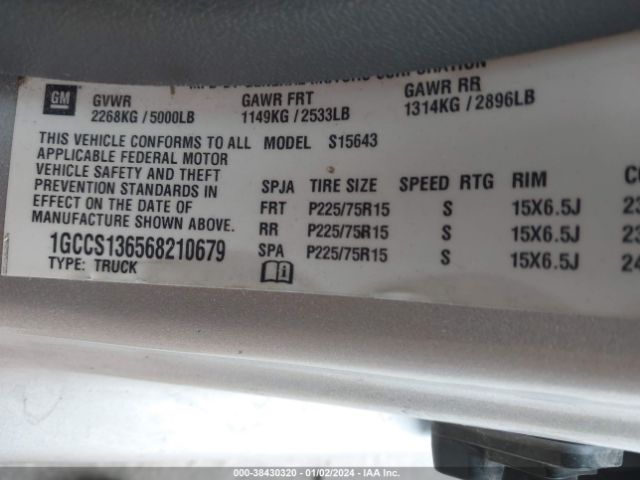 GM
GVWR
2268KG / 5000LB
GAWR FRT
1149KG / 2533LB
GAWR RR
1314KG / 2896LB
THIS VEHICLE CONFORMS TO ALL
APPLICABLE FEDERAL MOTOR
VEHICLE SAFETY AND THEFT
PREVENTION STANDARDS IN
EFFECT ON THE DATE OF
MANUFACTURE SHOWN ABOVE.
1GCCS136568210679
TYPE: TRUCK
MODEL S15643
SPJA TIRE SIZE SPEED RTG RIM
FRT P225/75R15 S 15X6.5J
RR P225/75R15 S 15X6.5J
SPA P225/75R15 S 15X6.5J
000-38430320 - 01/02/2024 - IAA Inc.